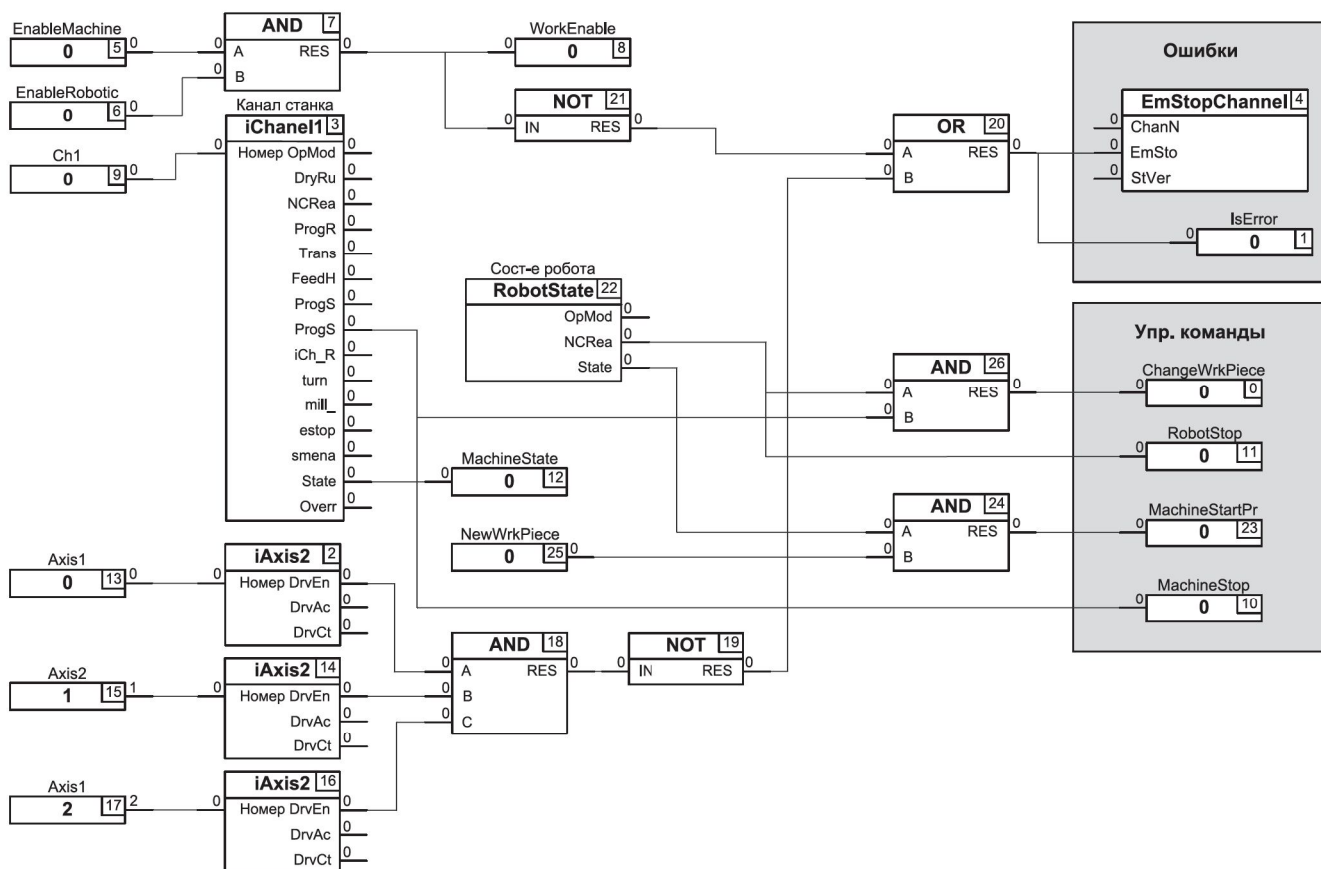 EnableMachine
0 5 0
EnableRobotic
0 6 0
Ch1
0 9 0
AND 7
0 A RES 0
0 B
Канал станка
iChanel1 3
0 Номер OpMod 0
DryRu 0
NCRea 0
ProgR 0
Trans 0
FeedH 0
ProgS 0
ProgS 0
iCh_R 0
turn 0
mill_ 0
estop 0
smena 0
State 0
Overr 0
WorkEnable
0 0 8
NOT 21
0 IN RES 0
OR 20
0 A RES 0
0 B
Ошибки
EmStopChannel 4
0 ChanN
0 EmSto
0 StVer
IsError
0 0 1
Сост-е робота
RobotState 22
OpMod 0
NCRea 0
State 0
MachineState
0 0 12
NewWrkPiece
0 25 0
AND 26
0 A RES 0
0 B
AND 24
0 A RES 0
0 B
Упр. команды
ChangeWrkPiece
0 0 0
RobotStop
0 0 11
MachineStartPr
0 0 23
MachineStop
0 0 10
Axis1
0 13 0
iAxis2 2
0 Номер DrvEn 0
DrvAc 0
DrvCt 0
Axis2
1 15 1
iAxis2 14
0 Номер DrvEn 0
DrvAc 0
DrvCt 0
Axis1
2 17 2
iAxis2 16
0 Номер DrvEn 0
DrvAc 0
DrvCt 0
AND 18
0 A RES 0
0 B
0 C
NOT 19
0 IN RES 0